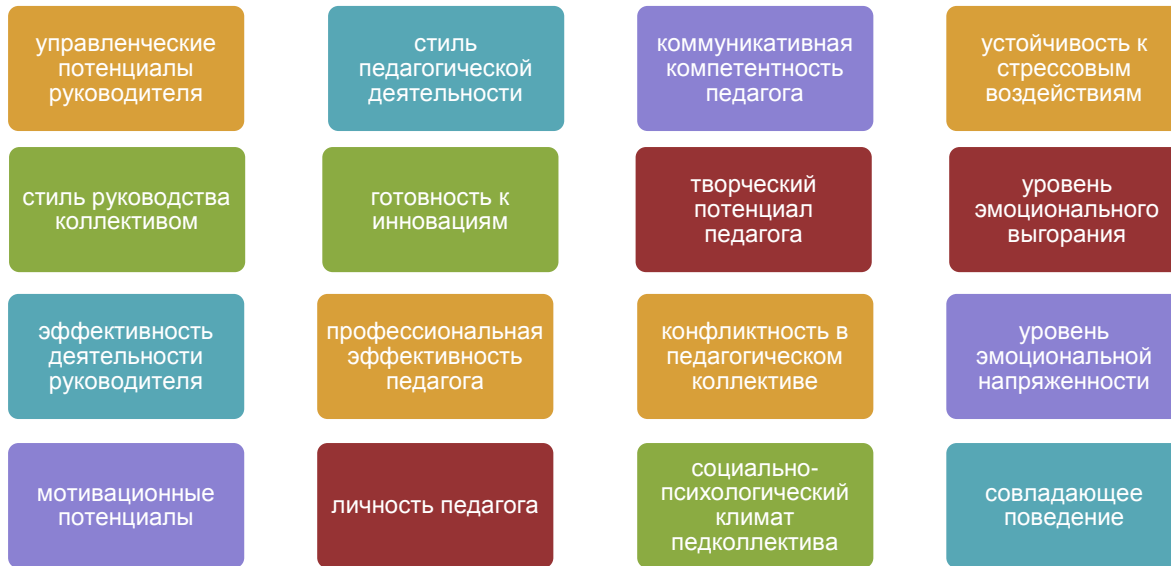 управленческие
потенциалы
руководителя
стиль
педагогической
деятельности
коммуникативная
компетентность
педагога
устойчивость к
стрессовым
воздействиям
стиль руководства
коллективом
готовность к
инновациям
творческий
потенциал
педагога
уровень
эмоционального
выгорания
эффективность
деятельности
руководителя
профессиональная
эффективность
педагога
конфликтность в
педагогическом
коллективе
уровень
эмоциональной
напряженности
мотивационные
потенциалы
личность педагога
социально-
психологический
климат
педколлектива
совладающее
поведение